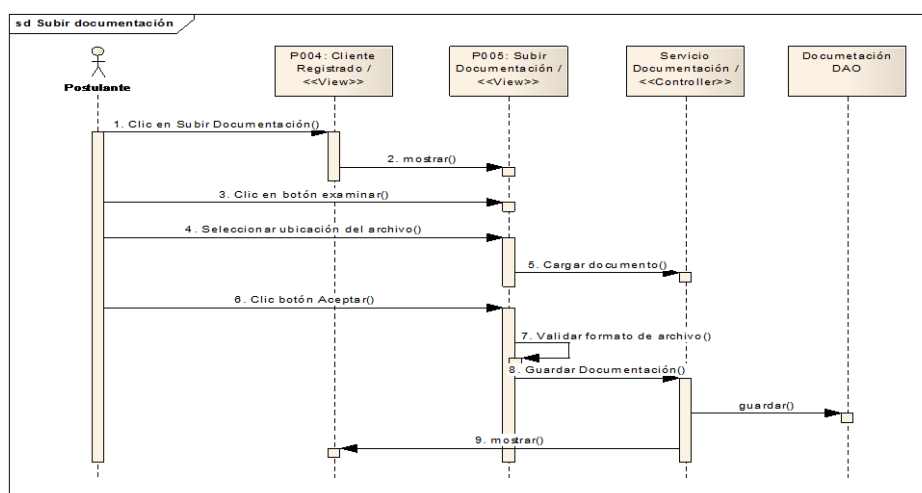 sd Subir documentación
Postulante
P004: Cliente
Registrado /
<<View>>
P005: Subir
Documentación /
<<View>>
Servicio
Documentación /
<<Controller>>
Documetación
DAO
1. Clic en Subir Documentación()
2. mostrar()
3. Clic en botón examinar()
4. Seleccionar ubicación del archivo()
5. Cargar documento()
6. Clic botón Aceptar()
7. Validar formato de archivo()
8. Guardar Documentación()
guardar()
9. mostrar()